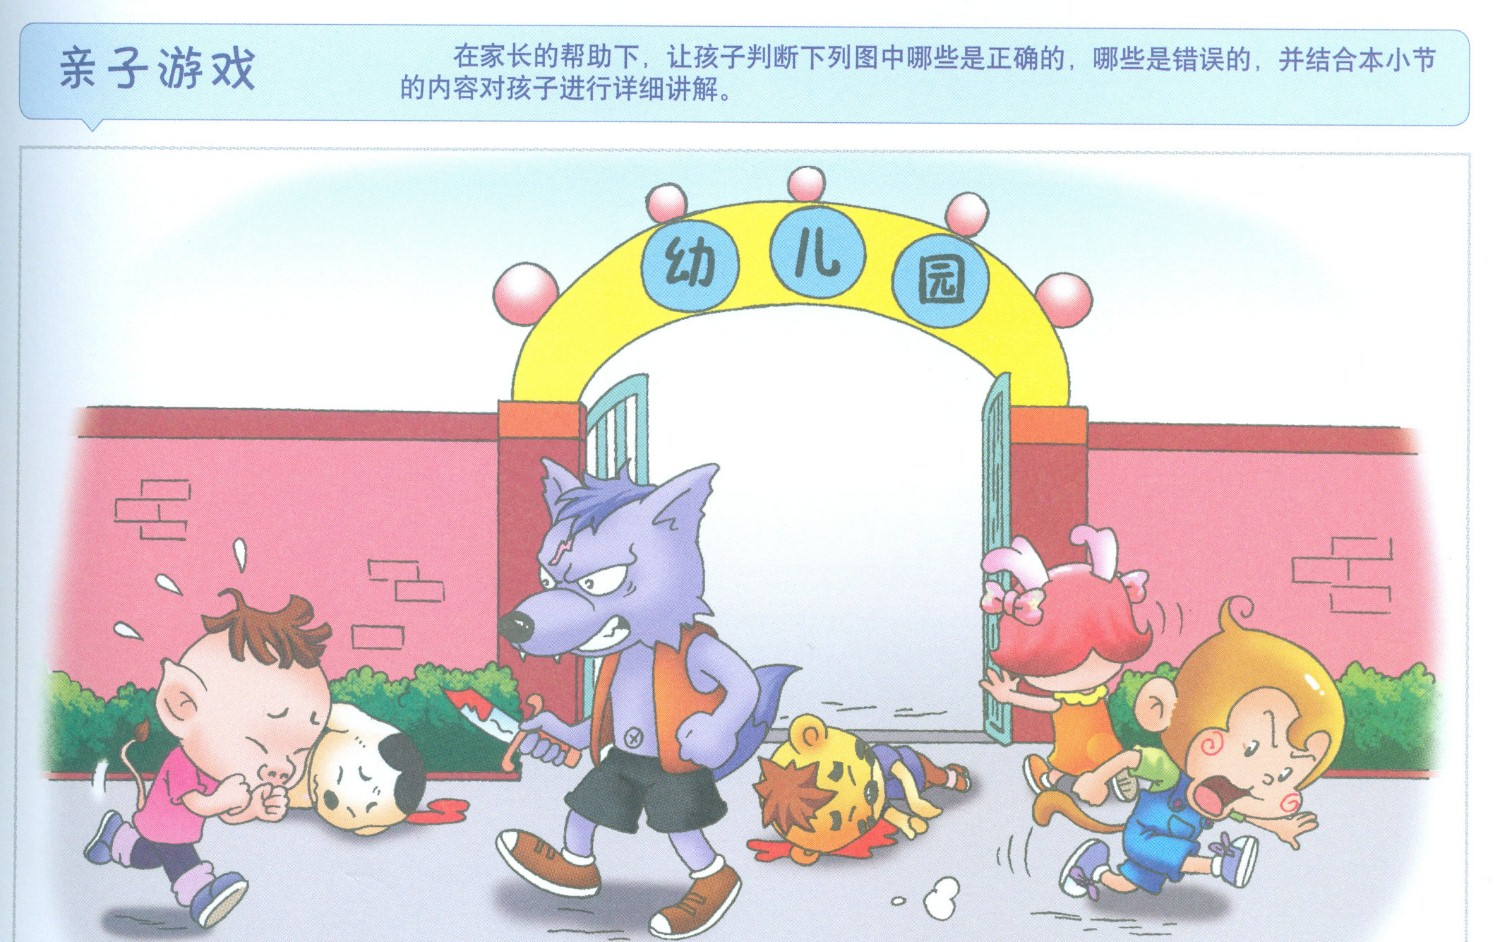 亲子游戏
在家长的帮助下，让孩子判断下列图中哪些是正确的，哪些是错误的，并结合本小节
的内容对孩子进行详细讲解。
幼儿园